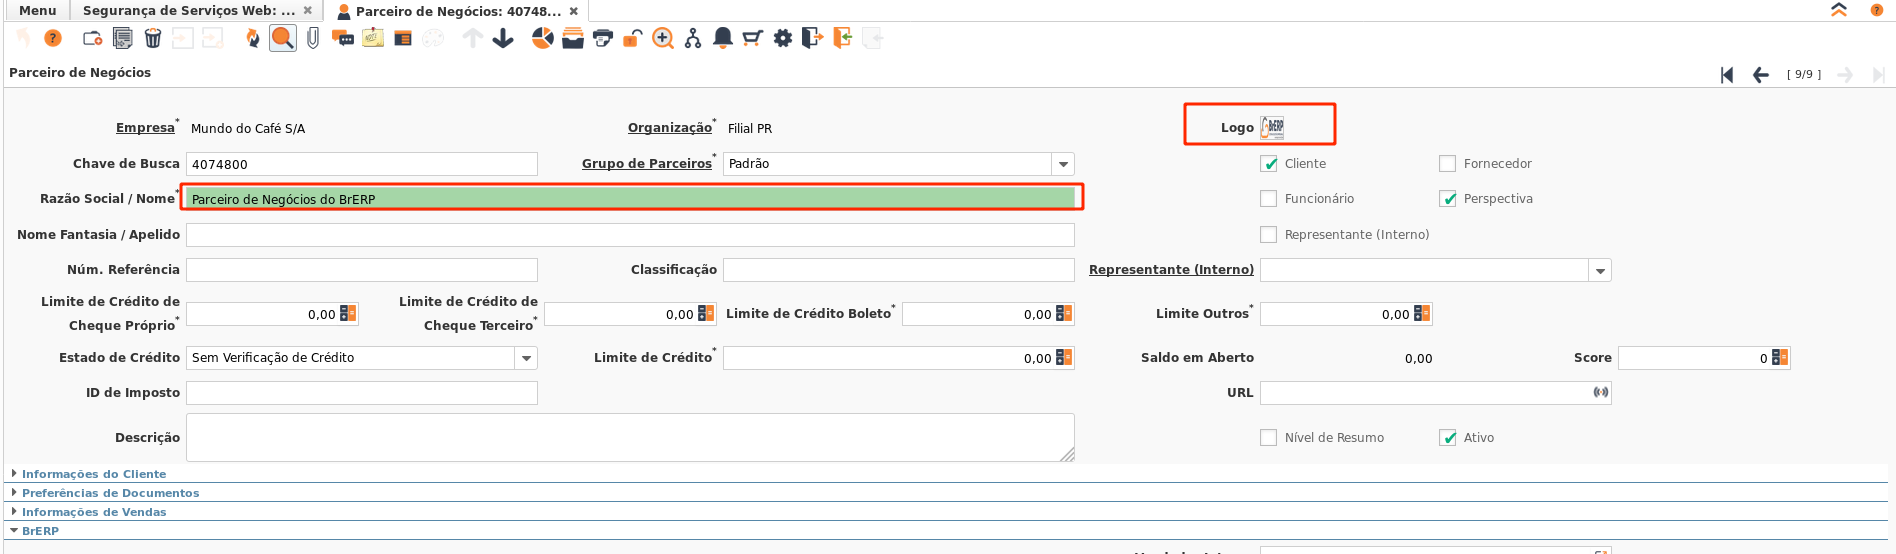 Menu Segurança de Serviços Web: ... Parceiro de Negócios: 40748...
Parceiro de Negócios [ 9/9 ]
Empresa* Mundo do Café S/A Organização* Filial PR Logo BrERP
Chave de Busca 4074800 Grupo de Parceiros* Padrão Cliente Fornecedor
Razão Social / Nome* Parceiro de Negócios do BrERP Funcionário Perspectiva
Nome Fantasia / Apelido Representante (Interno)
Núm. Referência Classificação Representante (Interno)
Limite de Crédito de Cheque Próprio* 0,00 Limite de Crédito de Cheque Terceiro* 0,00 Limite de Crédito Boleto* 0,00 Limite Outros* 0,00
Estado de Crédito Sem Verificação de Crédito Limite de Crédito* 0,00 Saldo em Aberto 0,00 Score 0
ID de Imposto URL
Descrição Nível de Resumo Ativo
Informações do Cliente
Preferências de Documentos
Informações de Vendas
BrERP